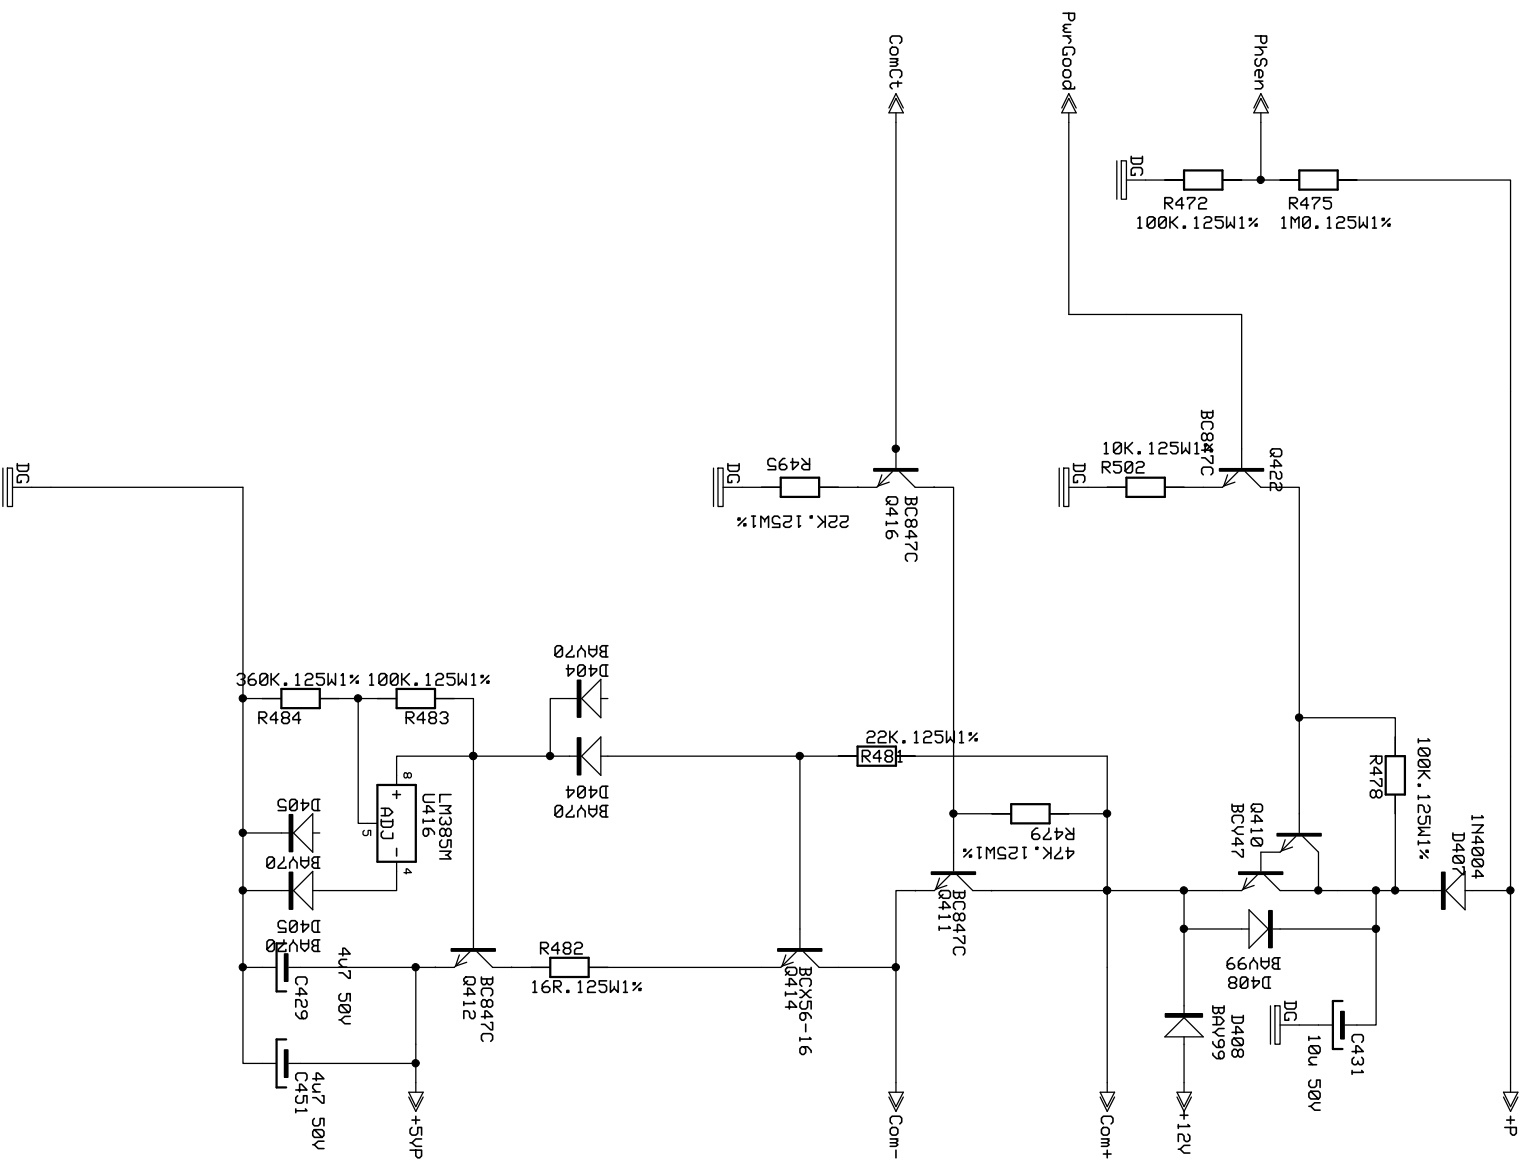 ComCt
PwrGood
PhSen
DG
R472
100K.125W1%
R475
1M0.125W1%
DG
DG
R495
22K.125W1%
BC847C
Q416
DG
10K.125W1%
R502
BC847C
Q422
360K.125W1%
R484
100K.125W1%
R483
BAV70
D404
D404
BAV70
22K.125W1%
R481
100K.125W1%
R478
LM385M
U416
+
ADJ
-
8
5
4
D405
BAV70
D405
BAV70
R479
47K.125W1%
BC847C
Q411
Q410
BCV47
1N4004
D407
BAV99
D408
D408
BAV99
DG
C431
10u 50V
C429
4u7 50V
C451
4u7 50V
BC847C
Q412
R482
16R.125W1%
BCX56-16
Q414
+5VP
Com-
Com+
+12V
+P